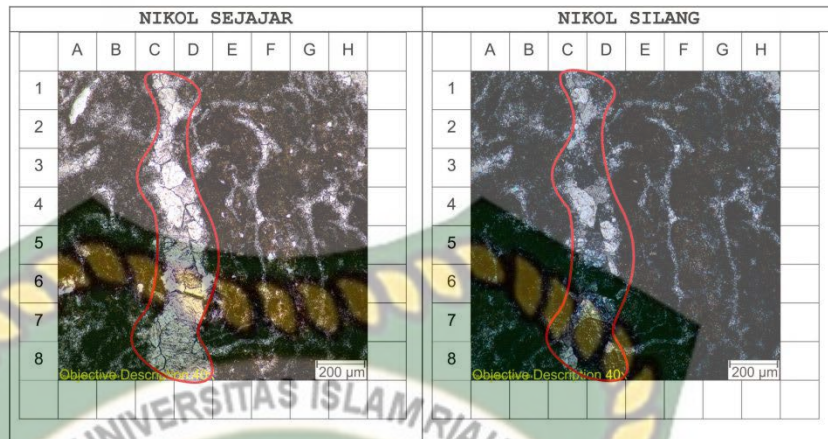 NIKOL SEJAJAR
NIKOL SILANG
A B C D E F G H
A B C D E F G H
1
2
3
4
5
6
7
8
1
2
3
4
5
6
7
8
Objective Description 40
200 µm
Objective Description 40x
200 µm
UNIVERSITAS ISLAM RIAU